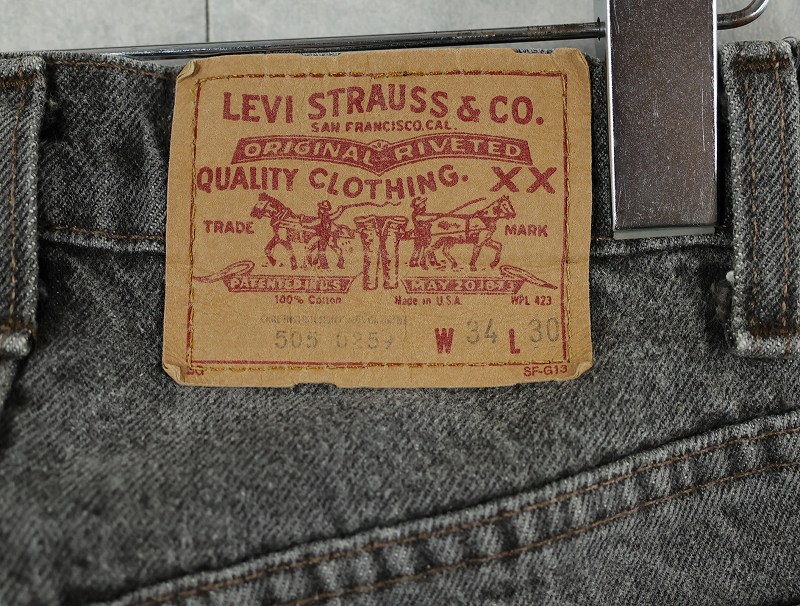 LEVI STRAUSS & CO.
SAN FRANCISCO, CAL.
ORIGINAL RIVETED
QUALITY CLOTHING. XX
TRADE MARK
PATENTED IN U.S. MAY 20 1873
100% Cotton Made in U.S.A. WPL 423
505 0259 W 34 L 30
SF-G13